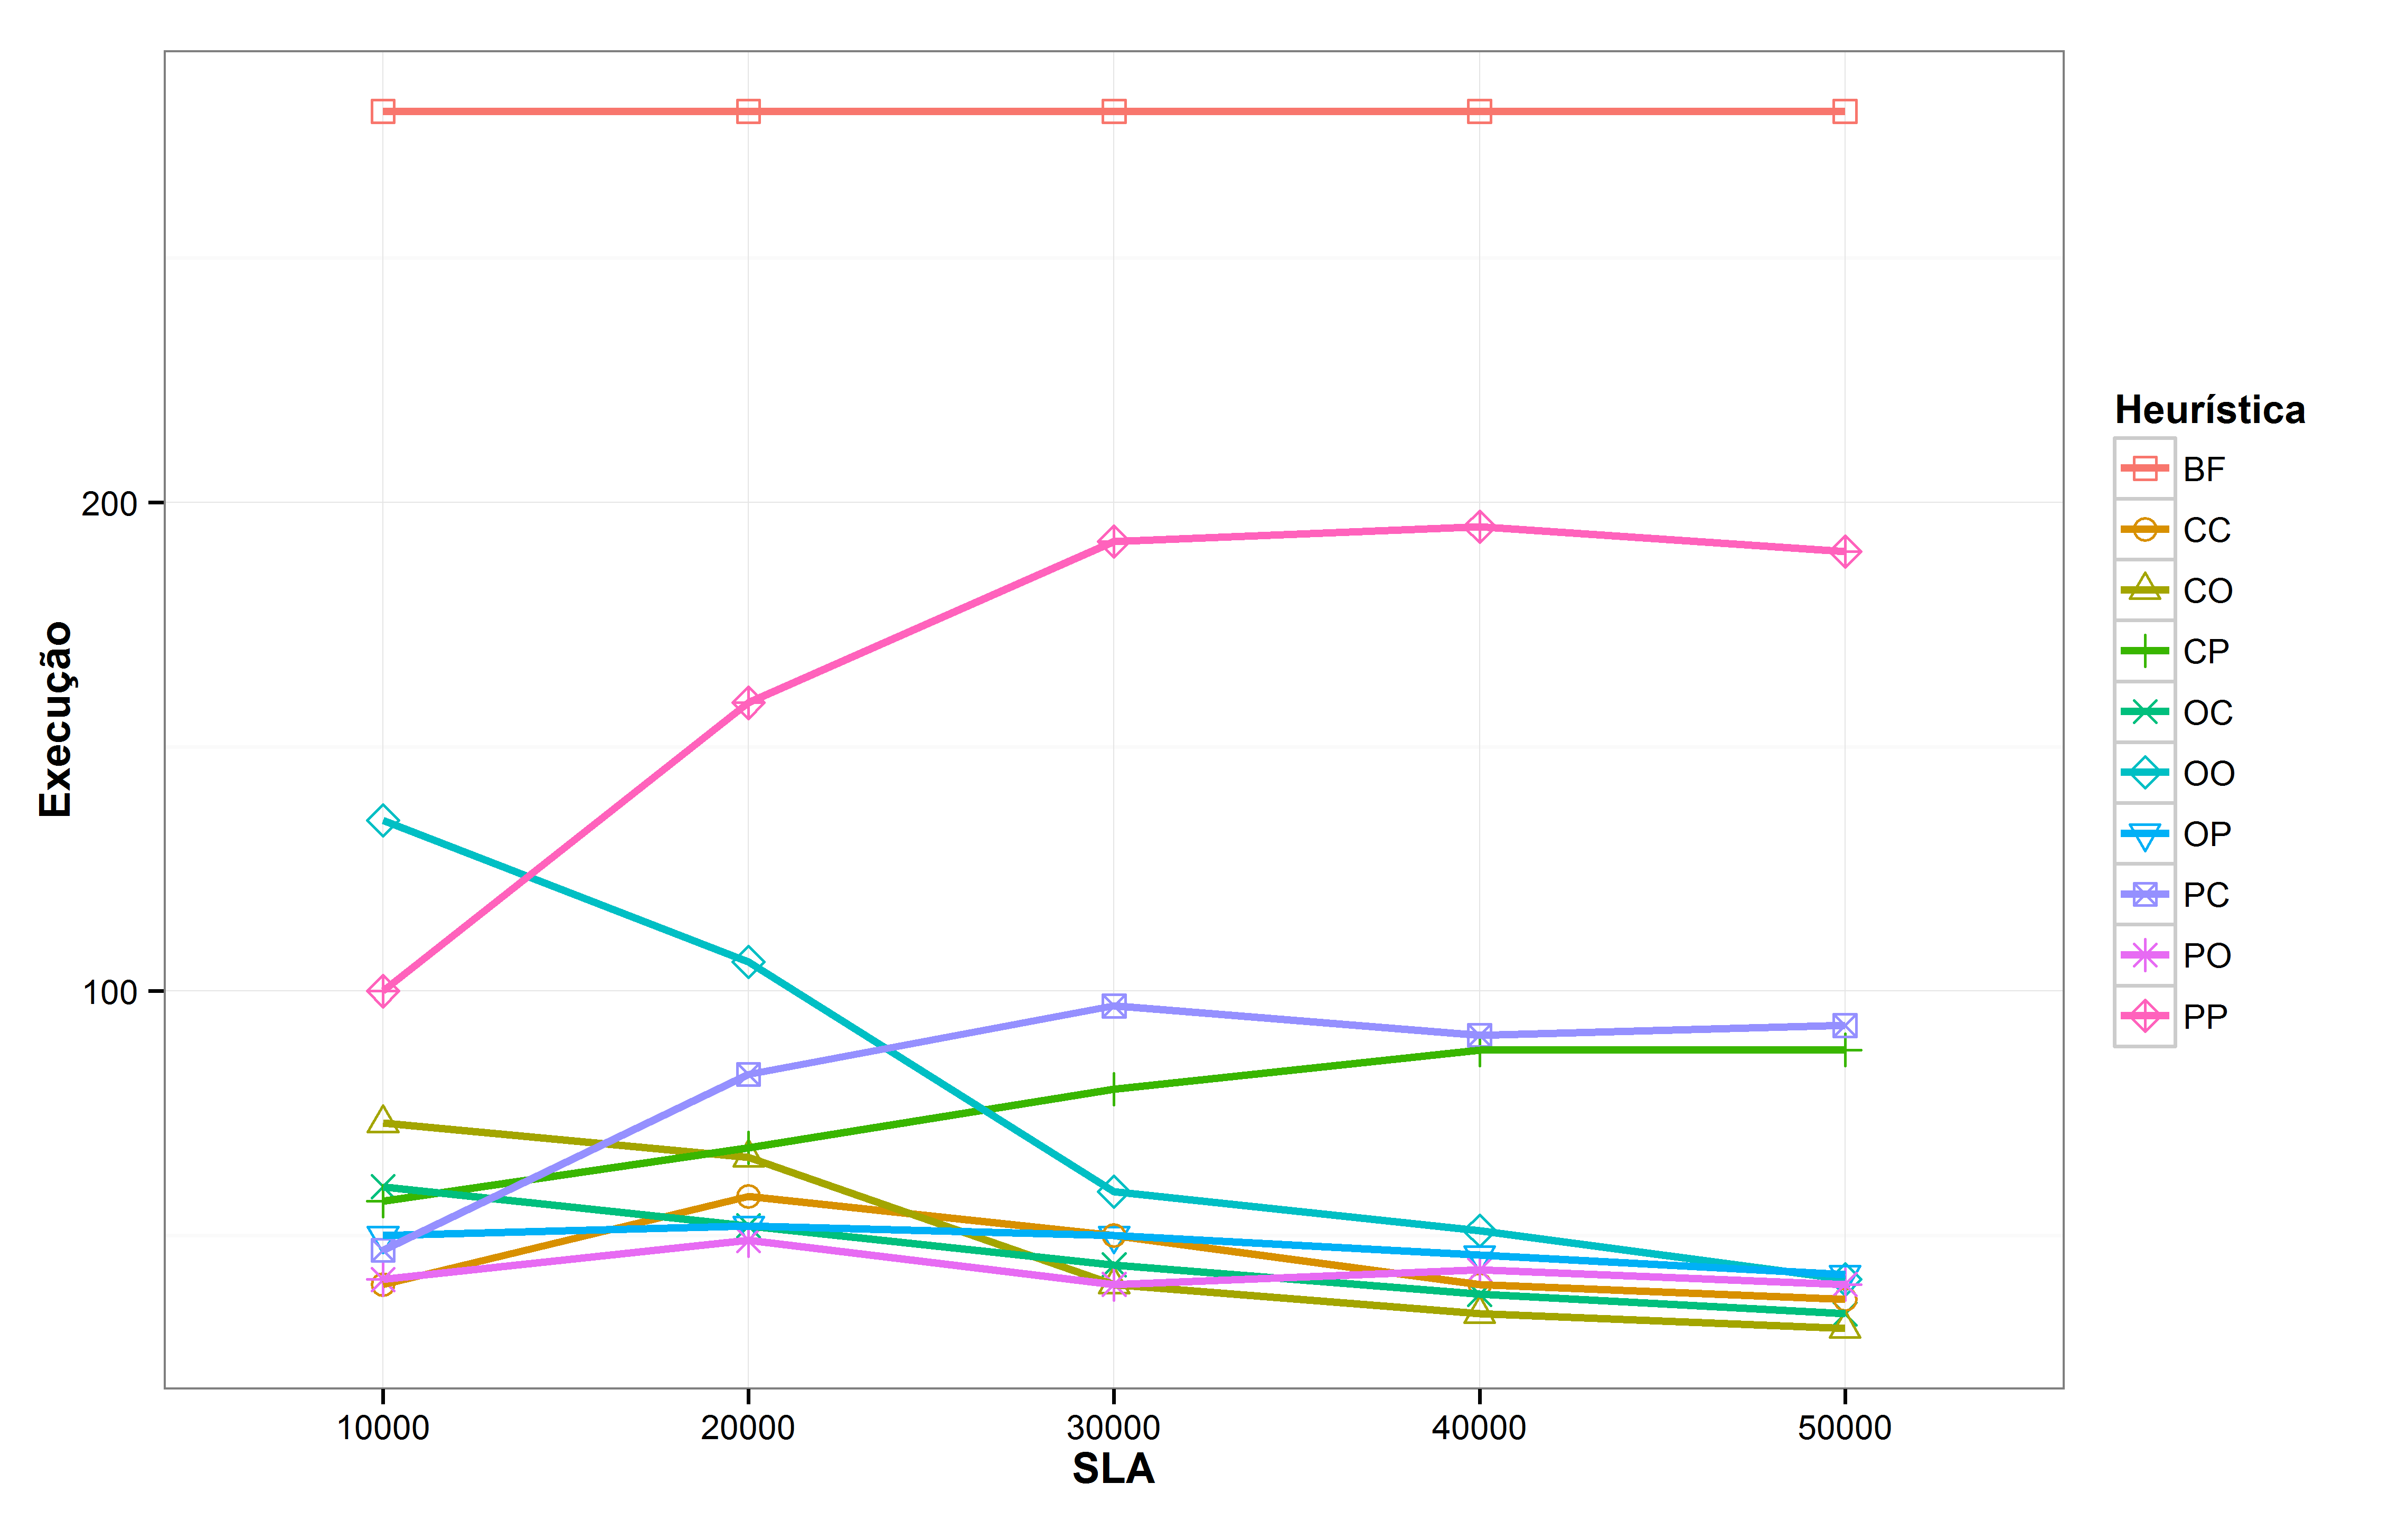 Execução
200
100
10000 20000 30000 40000 50000
SLA
Heurística
BF
CC
CO
CP
OC
OO
OP
PC
PO
PP